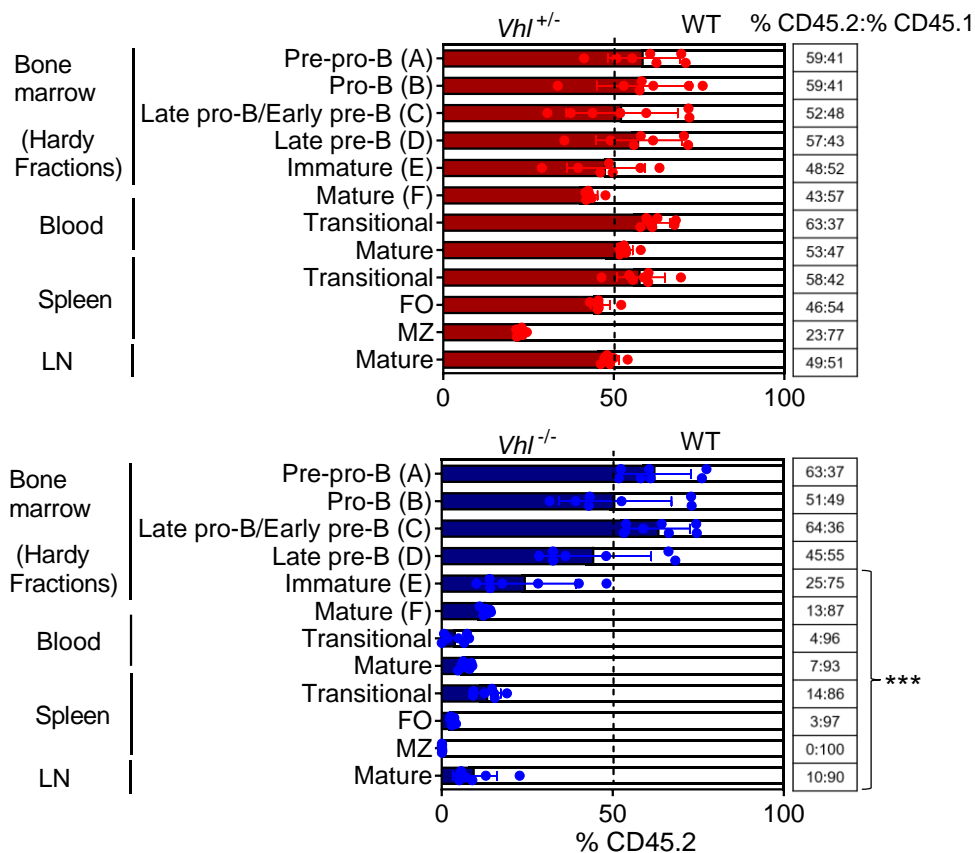 Vhl+/- WT % CD45.2:% CD45.1
Bone marrow (Hardy Fractions)
Pre-pro-B (A) 59:41
Pro-B (B) 59:41
Late pro-B/Early pre-B (C) 52:48
Late pre-B (D) 57:43
Immature (E) 48:52
Mature (F) 43:57
Blood
Transitional 63:37
Mature 53:47
Spleen
Transitional 58:42
FO 46:54
MZ 23:77
LN
Mature 49:51
0 50 100
Vhl-/- WT
Bone marrow (Hardy Fractions)
Pre-pro-B (A) 63:37
Pro-B (B) 51:49
Late pro-B/Early pre-B (C) 64:36
Late pre-B (D) 45:55
Immature (E) 25:75
Mature (F) 13:87
Blood
Transitional 4:96
Mature 7:93
***
Spleen
Transitional 14:86
FO 3:97
MZ 0:100
LN
Mature 10:90
0 50 100
% CD45.2